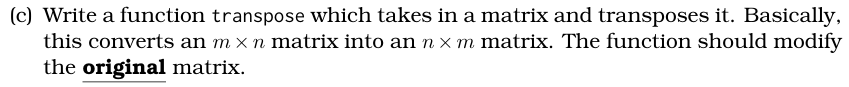 (c) Write a function transpose which takes in a matrix and transposes it. Basically,
this converts an m × n matrix into an n × m matrix. The function should modify
the original matrix.